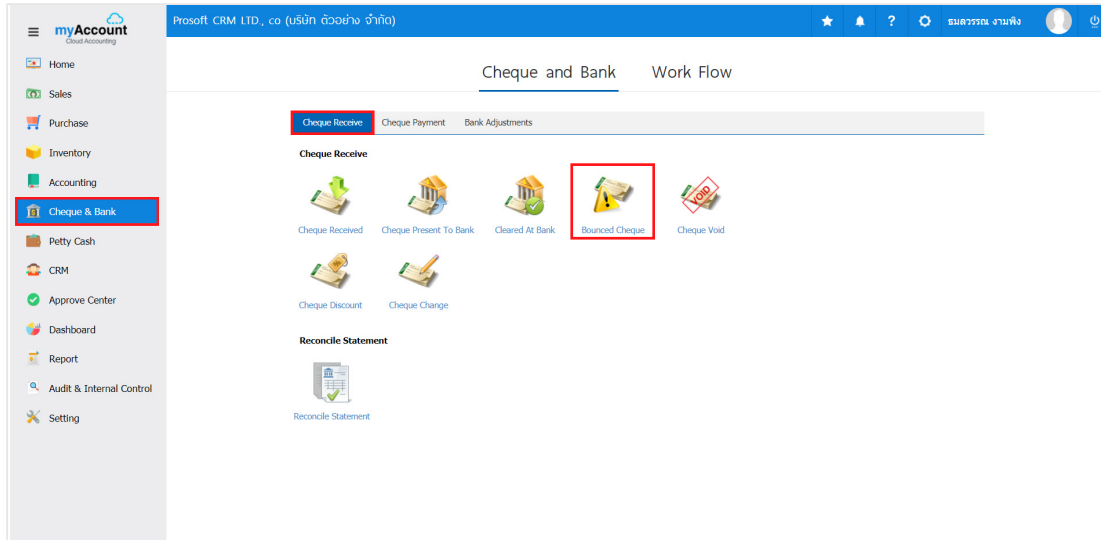 myAccount
Cloud Accounting
Prosoft CRM LTD., co (บริษัท ตัวอย่าง จำกัด)
?
ธมลวรรณ งามพิง
Home
Sales
Purchase
Inventory
Accounting
Cheque & Bank
Petty Cash
CRM
Approve Center
Dashboard
Report
Audit & Internal Control
Setting
Cheque and Bank Work Flow
Cheque Receive Cheque Payment Bank Adjustments
Cheque Receive
VOID
Cheque Received Cheque Present To Bank Cleared At Bank Bounced Cheque Cheque Void
Cheque Discount Cheque Change
Reconcile Statement
Reconcile Statement